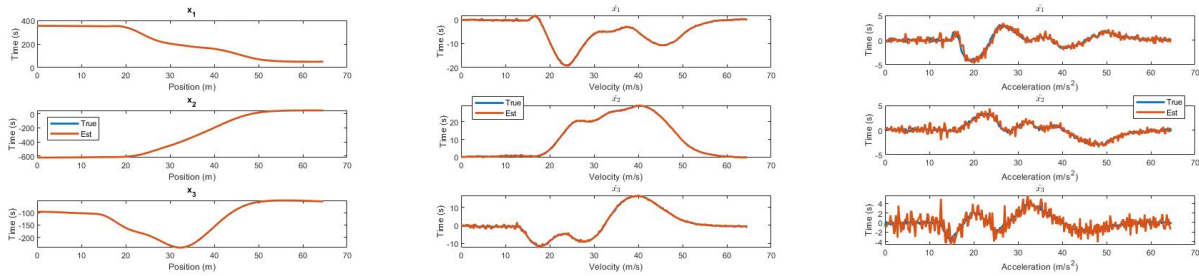 x1
400
200
0
Time (s)
0 10 20 30 40 50 60 70
Position (m)
x2
0
-200
-400
-600
Time (s)
True
Est
0 10 20 30 40 50 60 70
Position (m)
x3
-100
-150
-200
Time (s)
0 10 20 30 40 50 60 70
Position (m)
ẋ1
0
-10
-20
Time (s)
0 10 20 30 40 50 60 70
Velocity (m/s)
ẋ2
20
10
0
Time (s)
True
Est
0 10 20 30 40 50 60 70
Velocity (m/s)
ẋ3
10
0
-10
Time (s)
0 10 20 30 40 50 60 70
Velocity (m/s)
ẍ1
5
0
-5
Time (s)
0 10 20 30 40 50 60 70
Acceleration (m/s²)
ẍ2
5
0
-5
Time (s)
True
Est
0 10 20 30 40 50 60 70
Acceleration (m/s²)
ẍ3
4
2
0
-2
-4
Time (s)
0 10 20 30 40 50 60 70
Acceleration (m/s²)